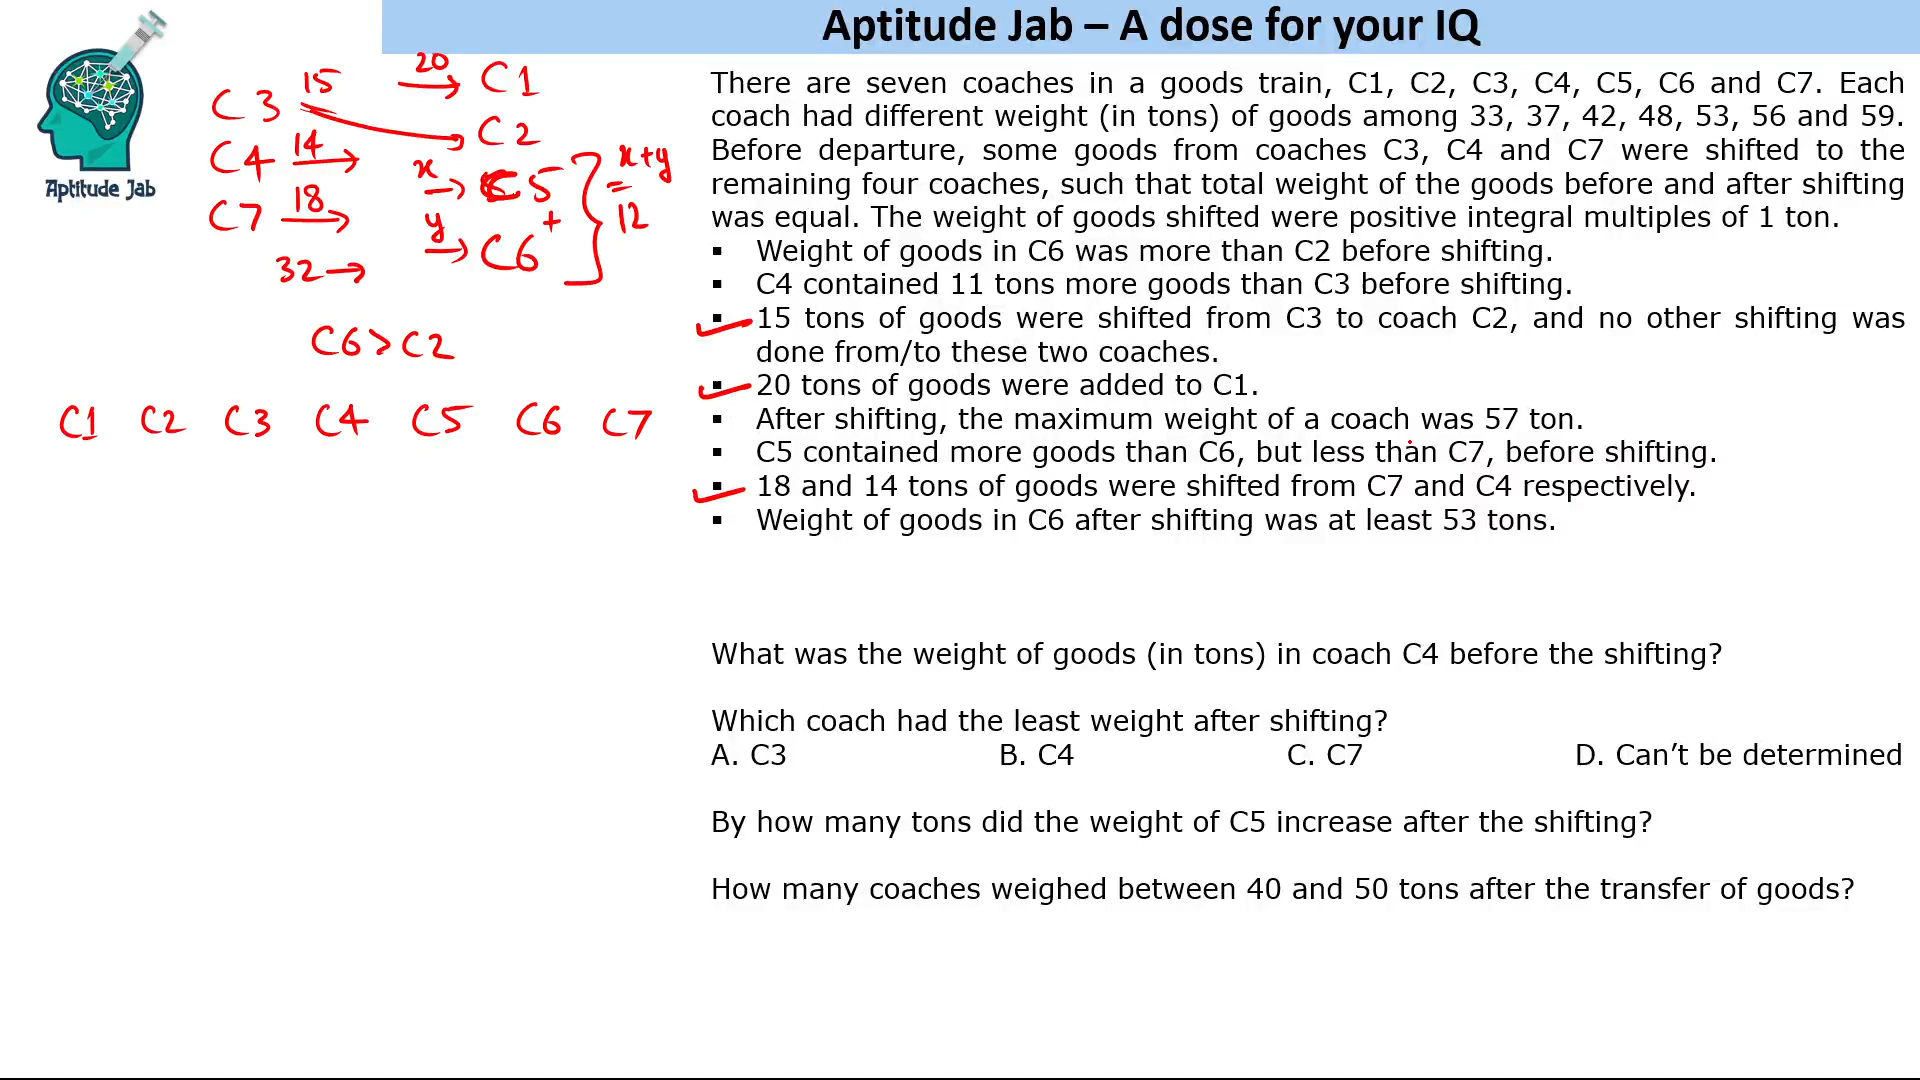 Aptitude Jab – A dose for your IQ
Aptitude Jab
C3 15 20 C1
C2
C4 14
x C5
x+y
C7 18
y + C6
= 12
32
C6>C2
C1 C2 C3 C4 C5 C6 C7
There are seven coaches in a goods train, C1, C2, C3, C4, C5, C6 and C7. Each
coach had different weight (in tons) of goods among 33, 37, 42, 48, 53, 56 and 59.
Before departure, some goods from coaches C3, C4 and C7 were shifted to the
remaining four coaches, such that total weight of the goods before and after shifting
was equal. The weight of goods shifted were positive integral multiples of 1 ton.
▪ Weight of goods in C6 was more than C2 before shifting.
▪ C4 contained 11 tons more goods than C3 before shifting.
▪ 15 tons of goods were shifted from C3 to coach C2, and no other shifting was
done from/to these two coaches.
▪ 20 tons of goods were added to C1.
▪ After shifting, the maximum weight of a coach was 57 ton.
▪ C5 contained more goods than C6, but less than C7, before shifting.
▪ 18 and 14 tons of goods were shifted from C7 and C4 respectively.
▪ Weight of goods in C6 after shifting was at least 53 tons.
What was the weight of goods (in tons) in coach C4 before the shifting?
Which coach had the least weight after shifting?
A. C3 B. C4 C. C7 D. Can’t be determined
By how many tons did the weight of C5 increase after the shifting?
How many coaches weighed between 40 and 50 tons after the transfer of goods?